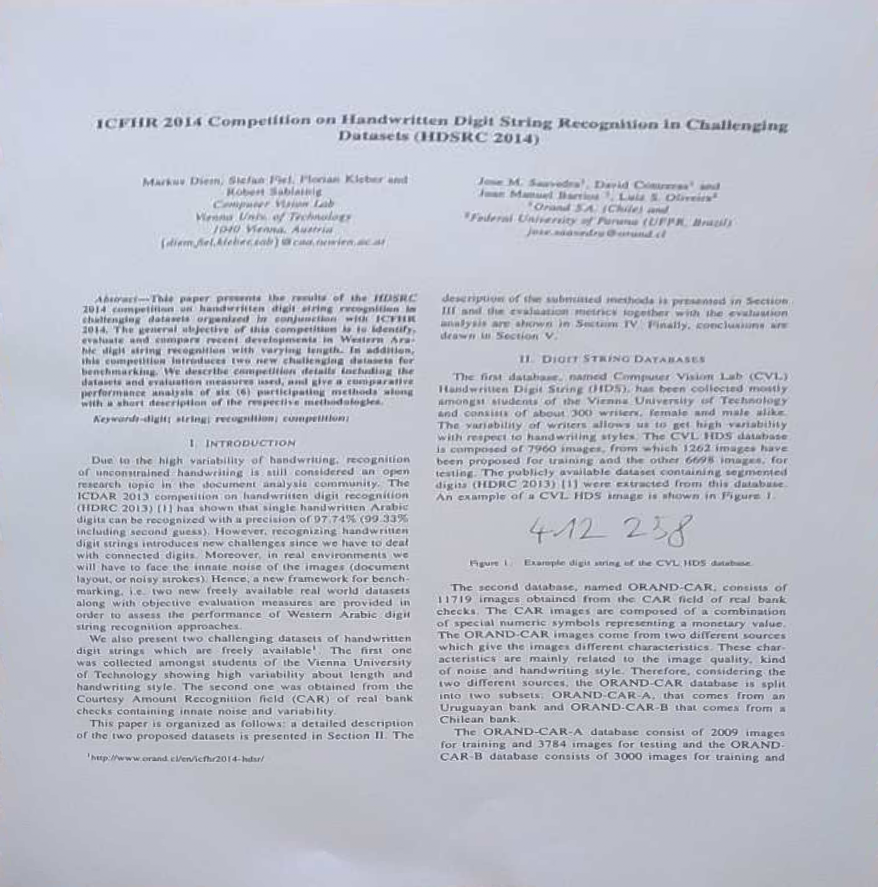 ICFHR 2014 Competition on Handwritten Digit String Recognition in Challenging
Datasets (HDSRC 2014)
Markus Diem, Stefan Fiel, Florian Kleber and
Robert Sablatnig
Computer Vision Lab
Vienna Univ. of Technology
1040 Vienna, Austria
{diem,fiel,kleber,sab}@caa.tuwien.ac.at
Jose M. Saavedra¹, David Contreras¹ and
Juan Manuel Barrios ¹, Luiz S. Oliveira²
¹Orand S.A. (Chile) and
²Federal University of Parana (UFPR, Brazil)
jose.saavedra@orand.cl
Abstract—This paper presents the results of the HDSRC
2014 competition on handwritten digit string recognition in
challenging datasets organized in conjunction with ICFHR
2014. The general objective of this competition is to identify,
evaluate and compare recent developments in Western Ara-
bic digit string recognition with varying length. In addition,
this competition introduces two new challenging datasets for
benchmarking. We describe competition details including the
datasets and evaluation measures used, and give a comparative
performance analysis of six (6) participating methods along
with a short description of the respective methodologies.
Keywords-digit; string; recognition; competition;
I. INTRODUCTION
Due to the high variability of handwriting, recognition
of unconstrained handwriting is still considered an open
research topic in the document analysis community. The
ICDAR 2013 competition on handwritten digit recognition
(HDRC 2013) [1] has shown that single handwritten Arabic
digits can be recognized with a precision of 97.74% (99.33%
including second guess). However, recognizing handwritten
digit strings introduces new challenges since we have to deal
with connected digits. Moreover, in real environments we
will have to face the innate noise of the images (document
layout, or noisy strokes). Hence, a new framework for bench-
marking, i.e. two new freely available real world datasets
along with objective evaluation measures are provided in
order to assess the performance of Western Arabic digit
string recognition approaches.
We also present two challenging datasets of handwritten
digit strings which are freely available¹. The first one
was collected amongst students of the Vienna University
of Technology showing high variability about length and
handwriting style. The second one was obtained from the
Courtesy Amount Recognition field (CAR) of real bank
checks containing innate noise and variability.
This paper is organized as follows: a detailed description
of the two proposed datasets is presented in Section II. The
¹http://www.orand.cl/en/icfhr2014-hdsr/
description of the submitted methods is presented in Section
III and the evaluation metrics together with the evaluation
analysis are shown in Section IV. Finally, conclusions are
drawn in Section V.
II. DIGIT STRING DATABASES
The first database, named Computer Vision Lab (CVL)
Handwritten Digit String (HDS), has been collected mostly
amongst students of the Vienna University of Technology
and consists of about 300 writers, female and male alike.
The variability of writers allows us to get high variability
with respect to handwriting styles. The CVL HDS database
is composed of 7960 images, from which 1262 images have
been proposed for training and the other 6698 images, for
testing. The publicly available dataset containing segmented
digits (HDRC 2013) [1] were extracted from this database.
An example of a CVL HDS image is shown in Figure 1.
412 258
Figure 1. Example digit string of the CVL HDS database.
The second database, named ORAND-CAR, consists of
11719 images obtained from the CAR field of real bank
checks. The CAR images are composed of a combination
of special numeric symbols representing a monetary value.
The ORAND-CAR images come from two different sources
which give the images different characteristics. These char-
acteristics are mainly related to the image quality, kind
of noise and handwriting style. Therefore, considering the
two different sources, the ORAND-CAR database is split
into two subsets: ORAND-CAR-A, that comes from an
Uruguayan bank and ORAND-CAR-B that comes from a
Chilean bank.
The ORAND-CAR-A database consist of 2009 images
for training and 3784 images for testing and the ORAND-
CAR-B database consists of 3000 images for training and